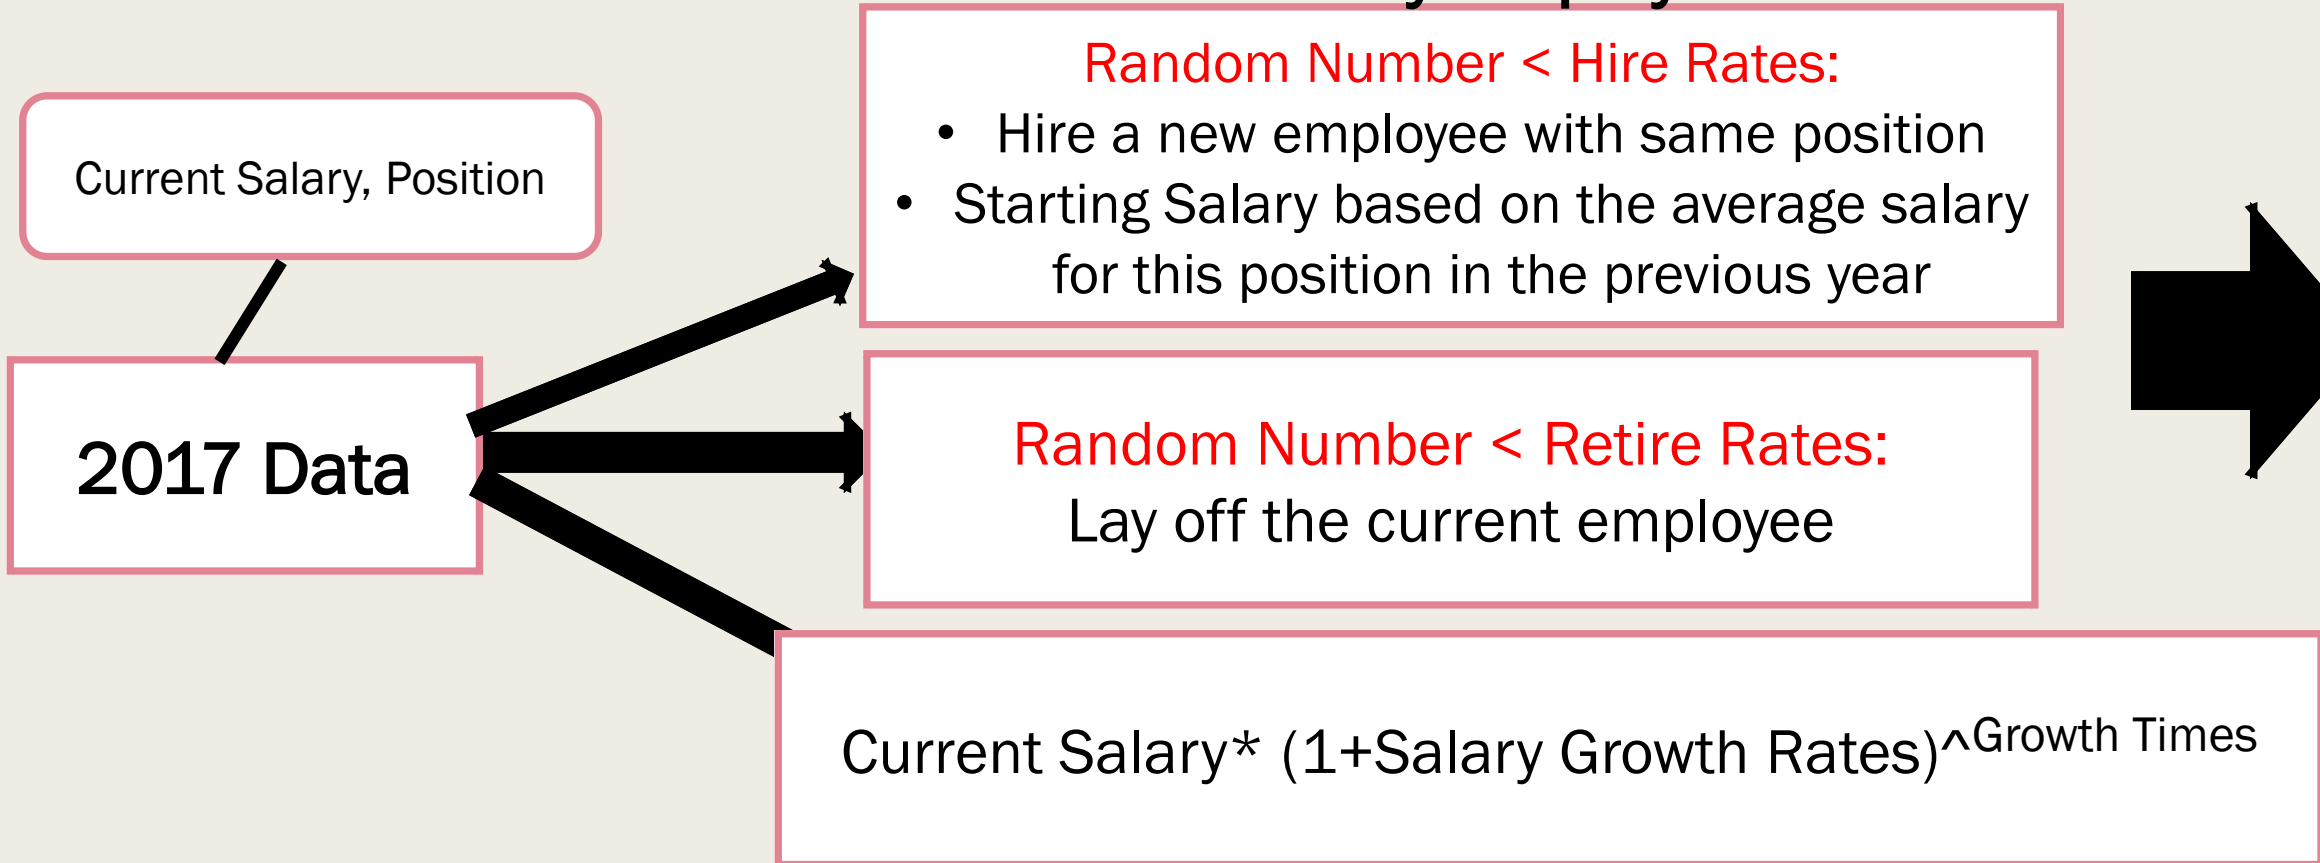 Random Number < Hire Rates:
• Hire a new employee with same position
• Starting Salary based on the average salary
for this position in the previous year
Current Salary, Position
2017 Data
Random Number < Retire Rates:
Lay off the current employee
Current Salary* (1+Salary Growth Rates)^Growth Times